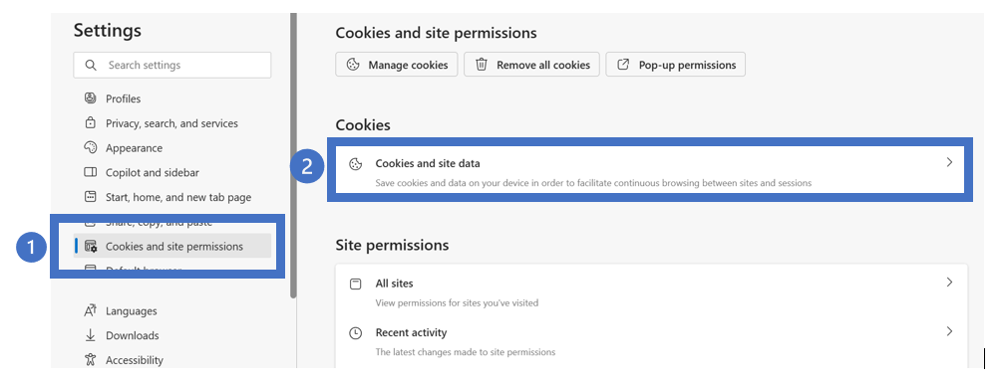 Settings
Search settings
Profiles
Privacy, search, and services
Appearance
Copilot and sidebar
Start, home, and new tab page
Share, copy, and paste
1
Cookies and site permissions
Default browser
Languages
Downloads
Accessibility
Cookies and site permissions
Manage cookies
Remove all cookies
Pop-up permissions
Cookies
2
Cookies and site data
Save cookies and data on your device in order to facilitate continuous browsing between sites and sessions
Site permissions
All sites
View permissions for sites you've visited
Recent activity
The latest changes made to site permissions